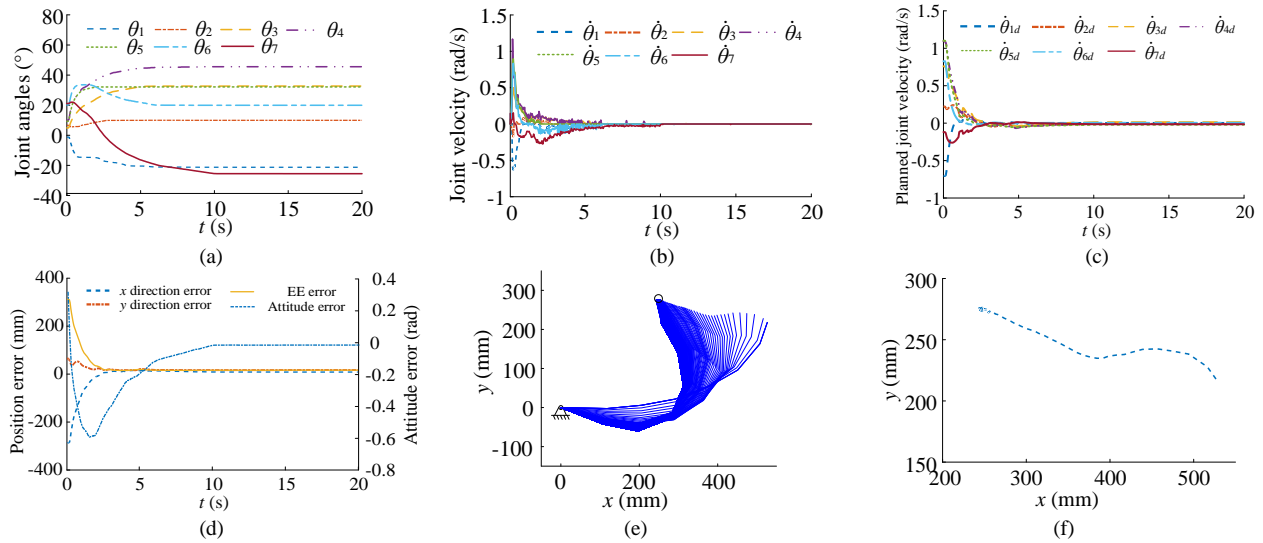 Joint angles (°)
80
60
40
20
0
-20
-40
θ1 θ2 θ3 θ4
θ5 θ6 θ7
0 5 10 15 20
t (s)
(a)
Joint velocity (rad/s)
1.5
1
0.5
0
-0.5
-1
θ̇1 θ̇2 θ̇3 θ̇4
θ̇5 θ̇6 θ̇7
0 5 10 15 20
t (s)
(b)
Planned joint velocity (rad/s)
1.5
1
0.5
0
-0.5
-1
θ̇1d θ̇2d θ̇3d θ̇4d
θ̇5d θ̇6d θ̇7d
0 5 10 15 20
t (s)
(c)
Position error (mm)
400
200
0
-200
-400
x direction error EE error
y direction error Attitude error
0.4
0.2
0
-0.2
-0.4
-0.6
-0.8
Attitude error (rad)
0 5 10 15 20
t (s)
(d)
y (mm)
300
200
100
0
-100
0 200 400
x (mm)
(e)
y (mm)
300
250
200
150
200 300 400 500
x (mm)
(f)